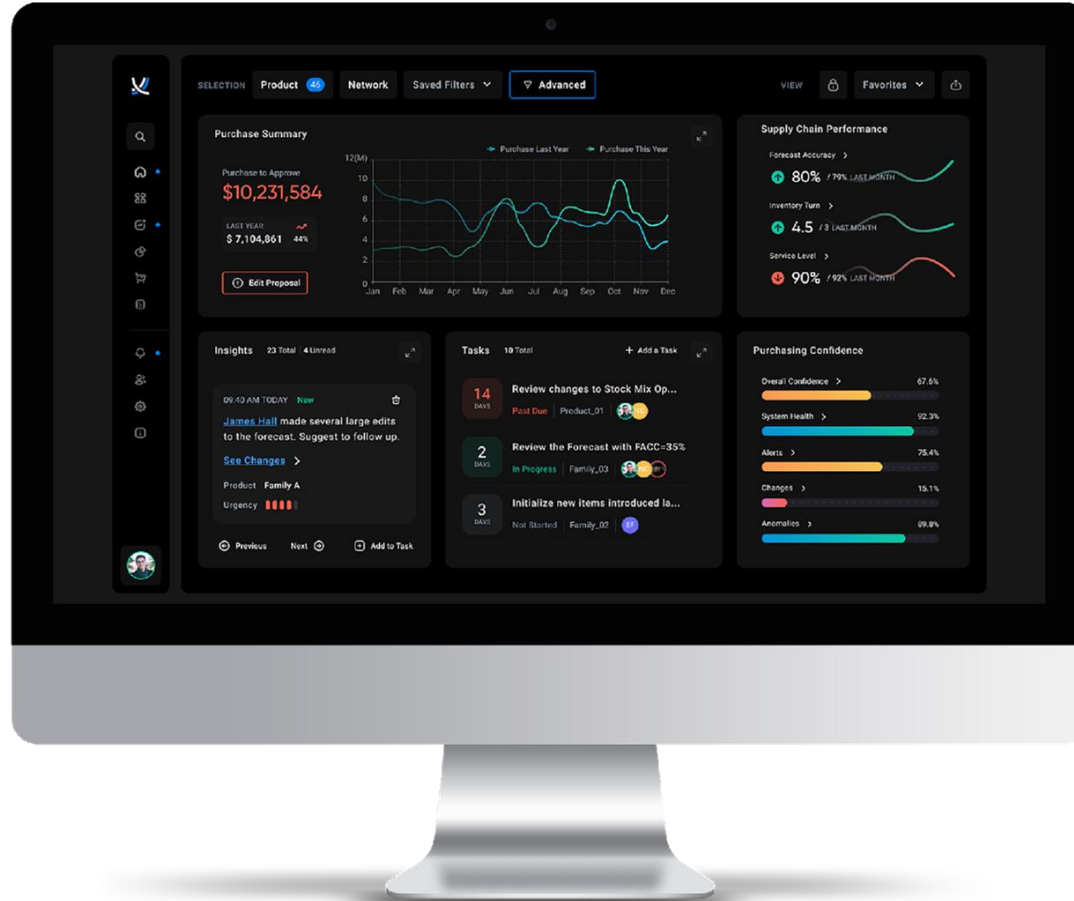 SELECTION Product 46 Network Saved Filters Advanced VIEW Favorites
Purchase Summary
Purchase to Approve
$10,231,584
LAST YEAR
$ 7,104,861 44%
Edit Proposal
Purchase Last Year Purchase This Year
12(M)
10
8
6
4
2
0
Jan Feb Mar Apr May Jun Jul Aug Sep Oct Nov Dec
Supply Chain Performance
Forecast Accuracy
80% / 79% LAST MONTH
Inventory Turn
4.5 / 3 LAST MONTH
Service Level
90% / 92% LAST MONTH
Insights 23 Total 4 Unread
09:40 AM TODAY New
James Hall made several large edits
to the forecast. Suggest to follow up.
See Changes
Product Family A
Urgency
Previous Next Add to Task
Tasks 10 Total + Add a Task
14
DAYS
Review changes to Stock Mix Op...
Past Due Product_01
2
DAYS
Review the Forecast with FACC=35%
In Progress Family_03
3
DAYS
Initialize new items introduced la...
Not Started Family_02 SF
Purchasing Confidence
Overall Confidence 67.6%
System Health 92.3%
Alerts 75.4%
Changes 15.1%
Anomalies 89.8%